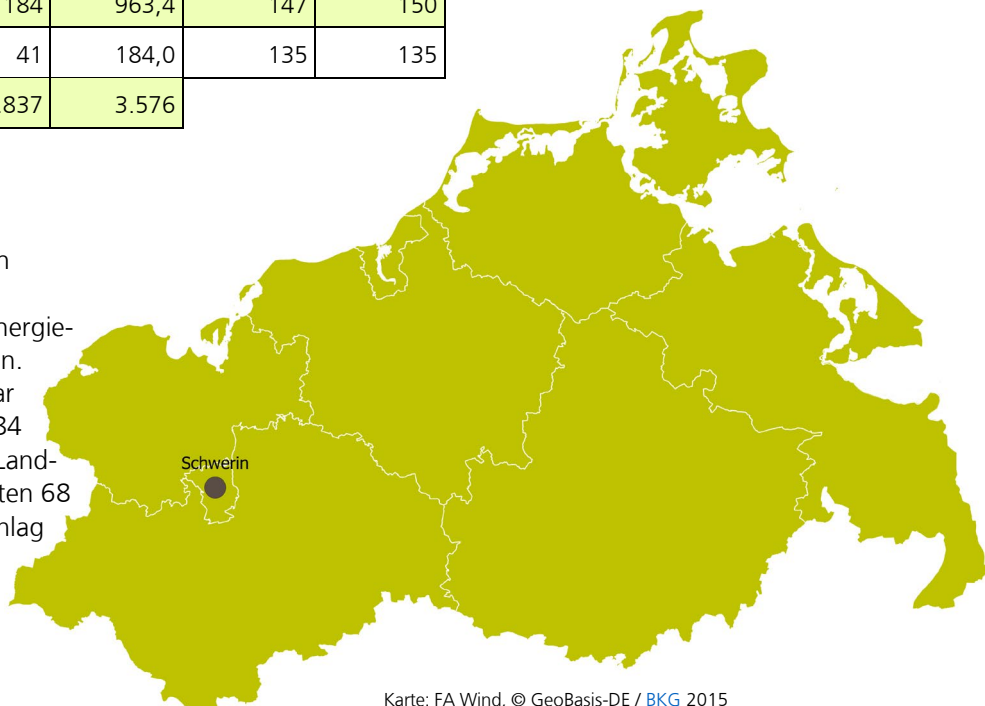 184 963,4 147 150
41 184,0 135 135
837 3.576
n
nergie-
n.
ar
84
Land-
ten 68
hlag
Schwerin
Karte: FA Wind, © GeoBasis-DE / BKG 2015